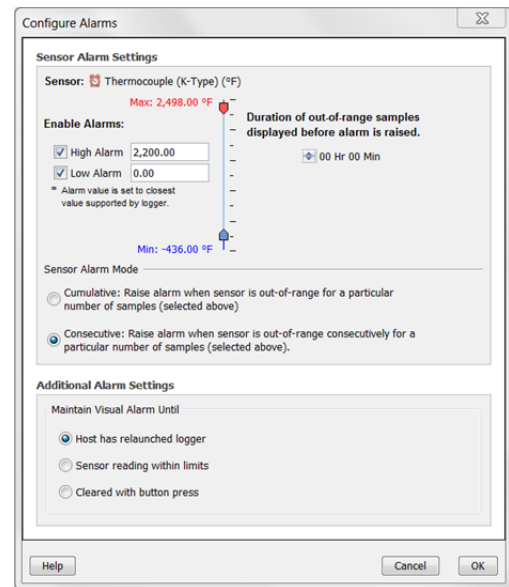 Configure Alarms
Sensor Alarm Settings
Sensor: Thermocouple (K-Type) (°F)
Max: 2,498.00 °F
Enable Alarms:
High Alarm 2,200.00
Low Alarm 0.00
* Alarm value is set to closest
value supported by logger.
Min: -436.00 °F
Duration of out-of-range samples
displayed before alarm is raised.
00 Hr 00 Min
Sensor Alarm Mode
Cumulative: Raise alarm when sensor is out-of-range for a particular
number of samples (selected above)
Consecutive: Raise alarm when sensor is out-of-range consecutively for a
particular number of samples (selected above).
Additional Alarm Settings
Maintain Visual Alarm Until
Host has relaunched logger
Sensor reading within limits
Cleared with button press
Help
Cancel
OK